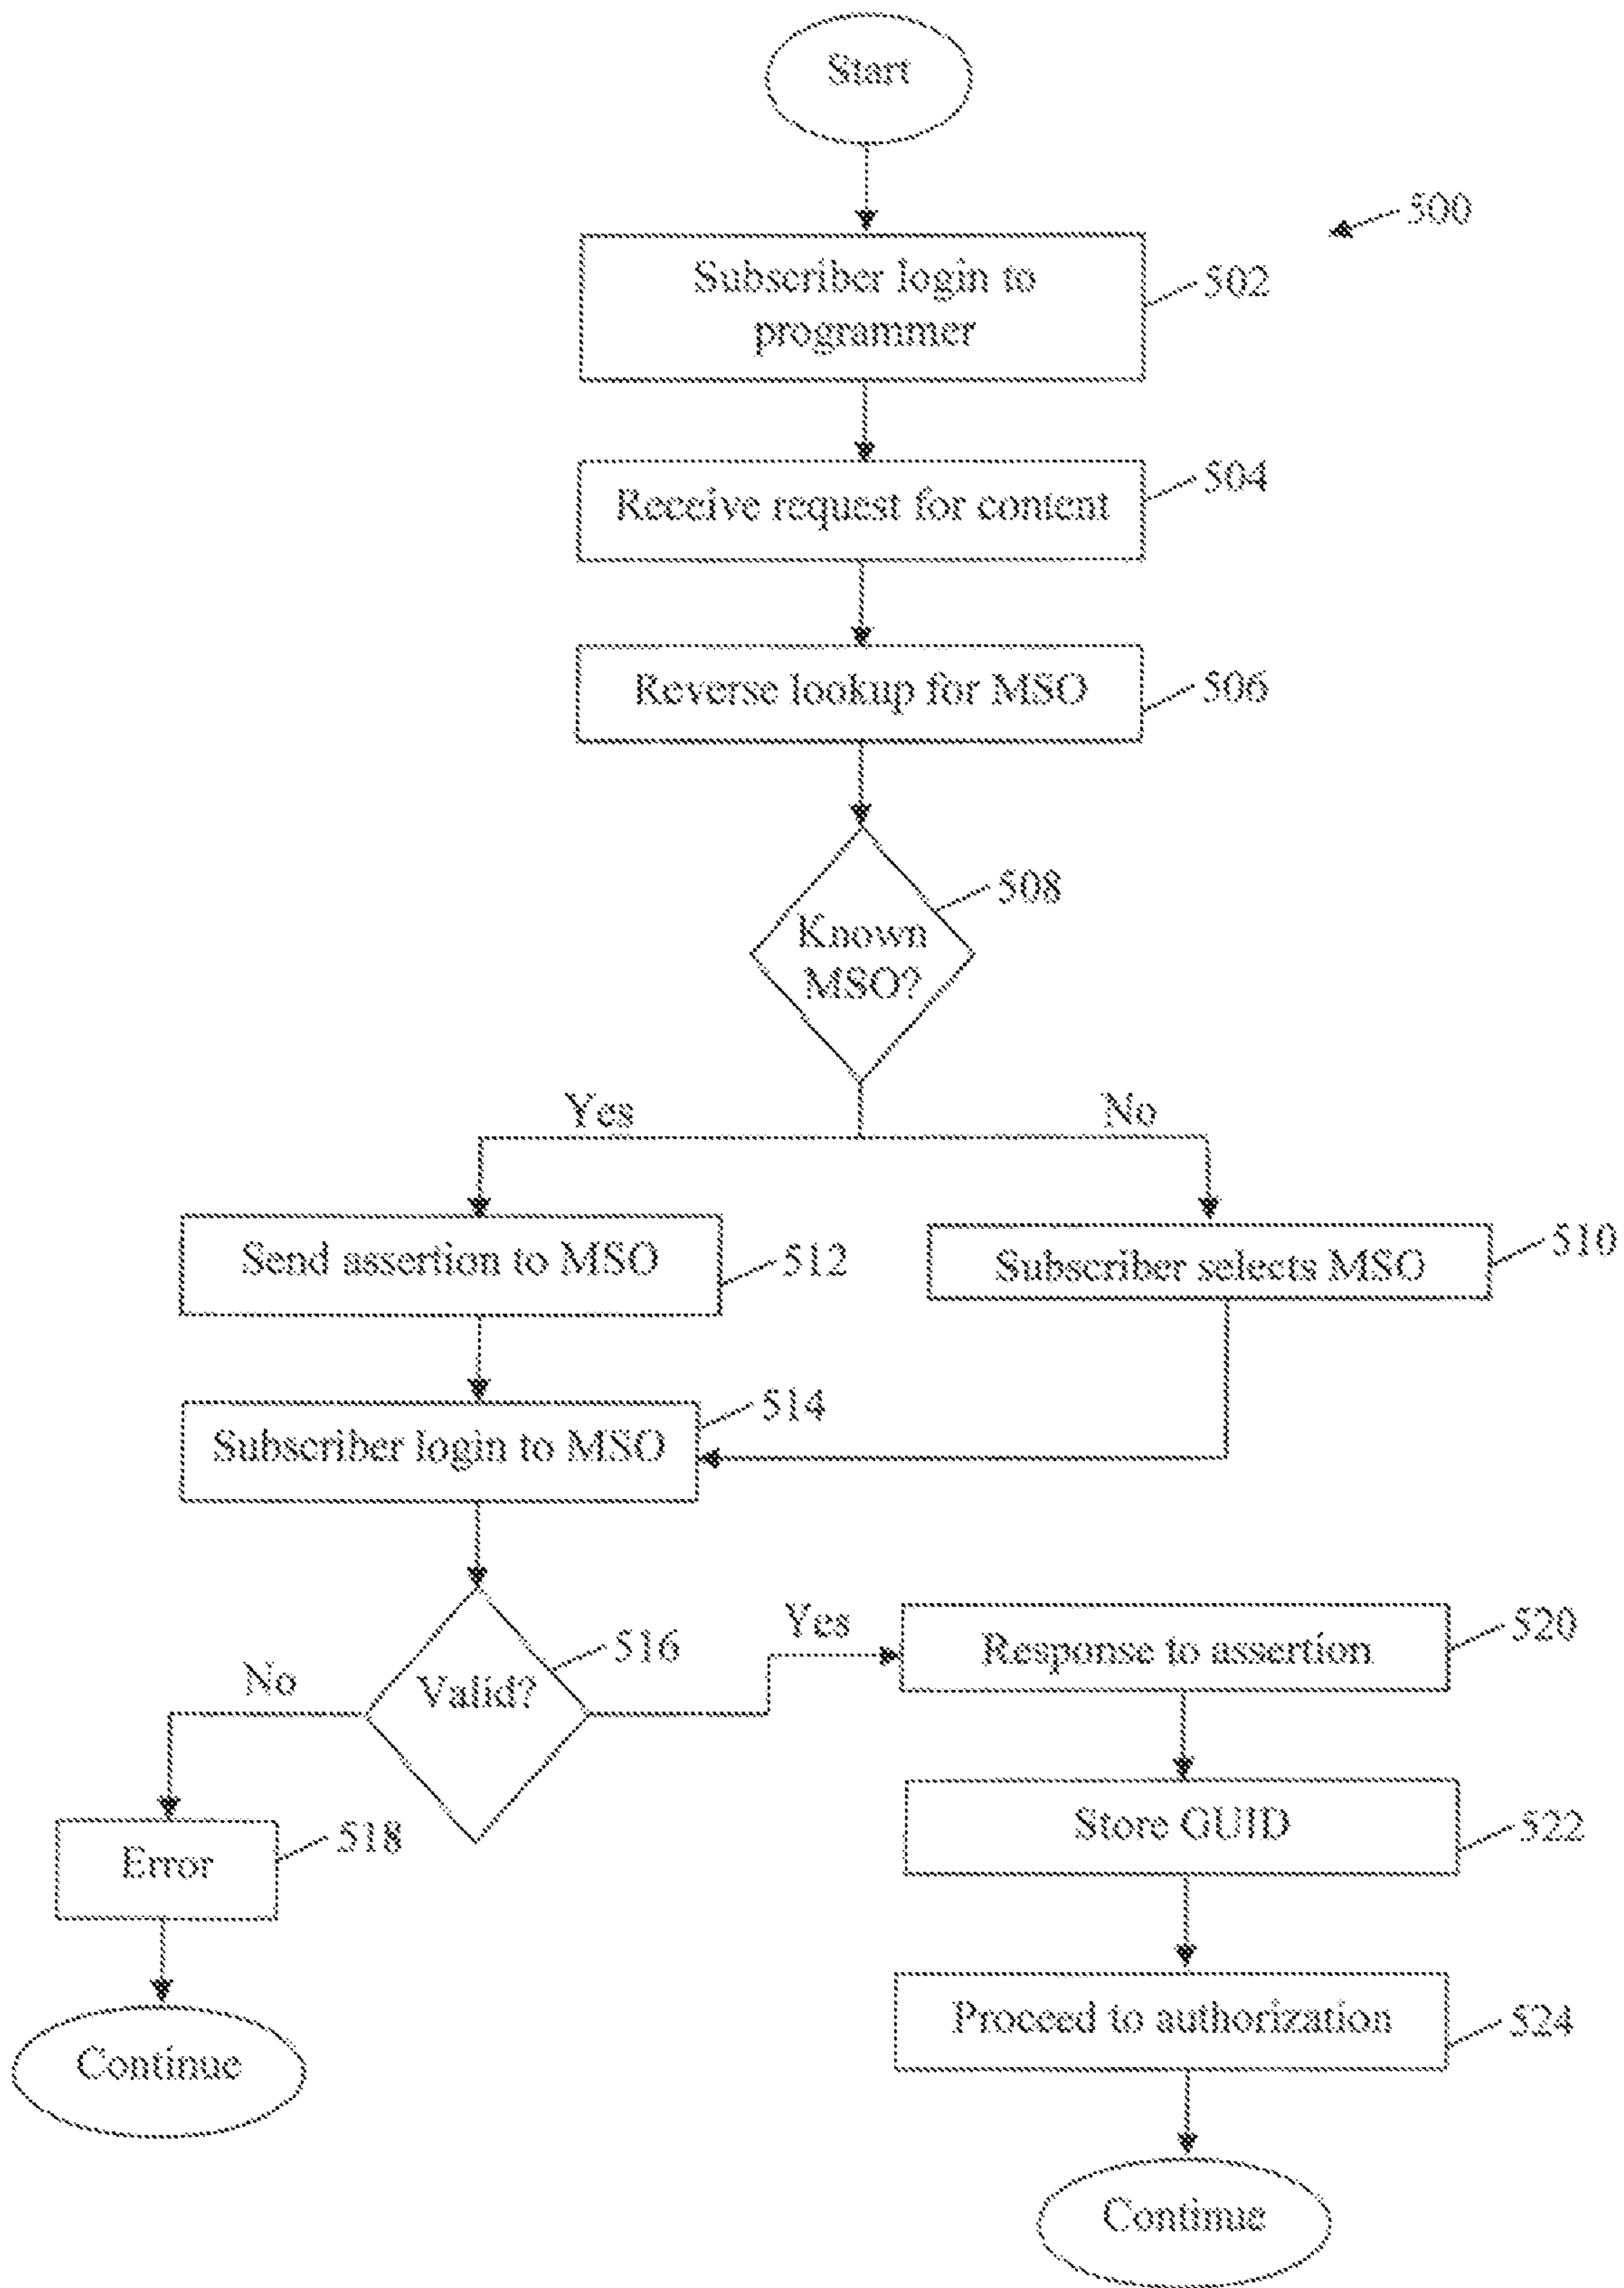 Start
500
Subscriber login to
programmer
502
Receive request for content
504
Reverse lookup for MSO
506
508
Known
MSO?
Yes
No
Send assertion to MSO
512
Subscriber selects MSO
510
Subscriber login to MSO
514
Valid?
516
No
Yes
Response to assertion
520
Error
518
Store GUID
522
Continue
Proceed to authorization
524
Continue